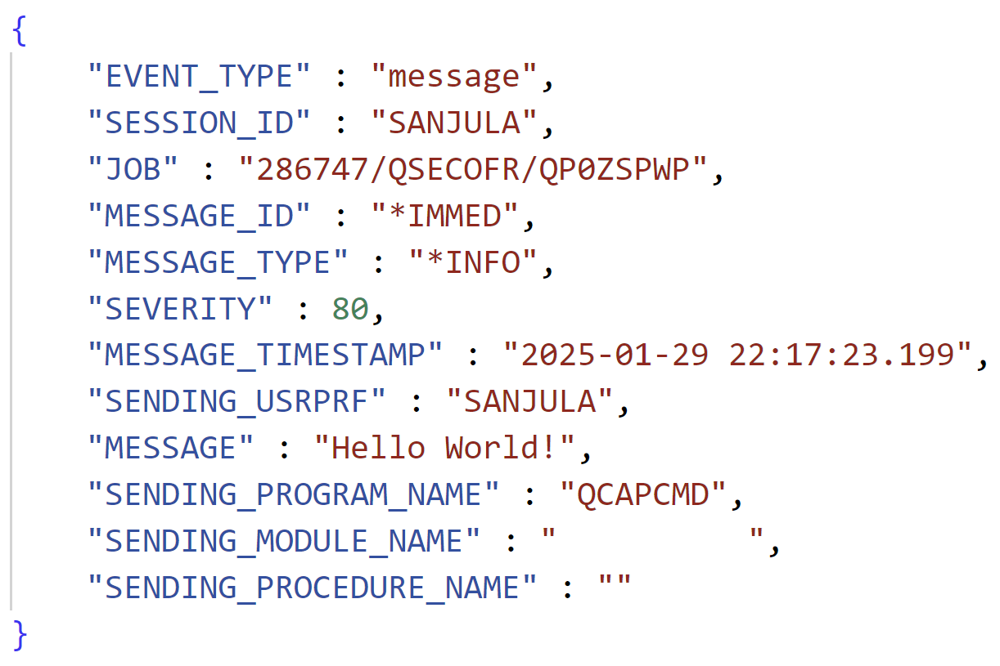 {
"EVENT_TYPE" : "message",
"SESSION_ID" : "SANJULA",
"JOB" : "286747/QSECOFR/QP0ZSPWP",
"MESSAGE_ID" : "*IMMED",
"MESSAGE_TYPE" : "*INFO",
"SEVERITY" : 80,
"MESSAGE_TIMESTAMP" : "2025-01-29 22:17:23.199",
"SENDING_USRPRF" : "SANJULA",
"MESSAGE" : "Hello World!",
"SENDING_PROGRAM_NAME" : "QCAPCMD",
"SENDING_MODULE_NAME" : "          ",
"SENDING_PROCEDURE_NAME" : ""
}